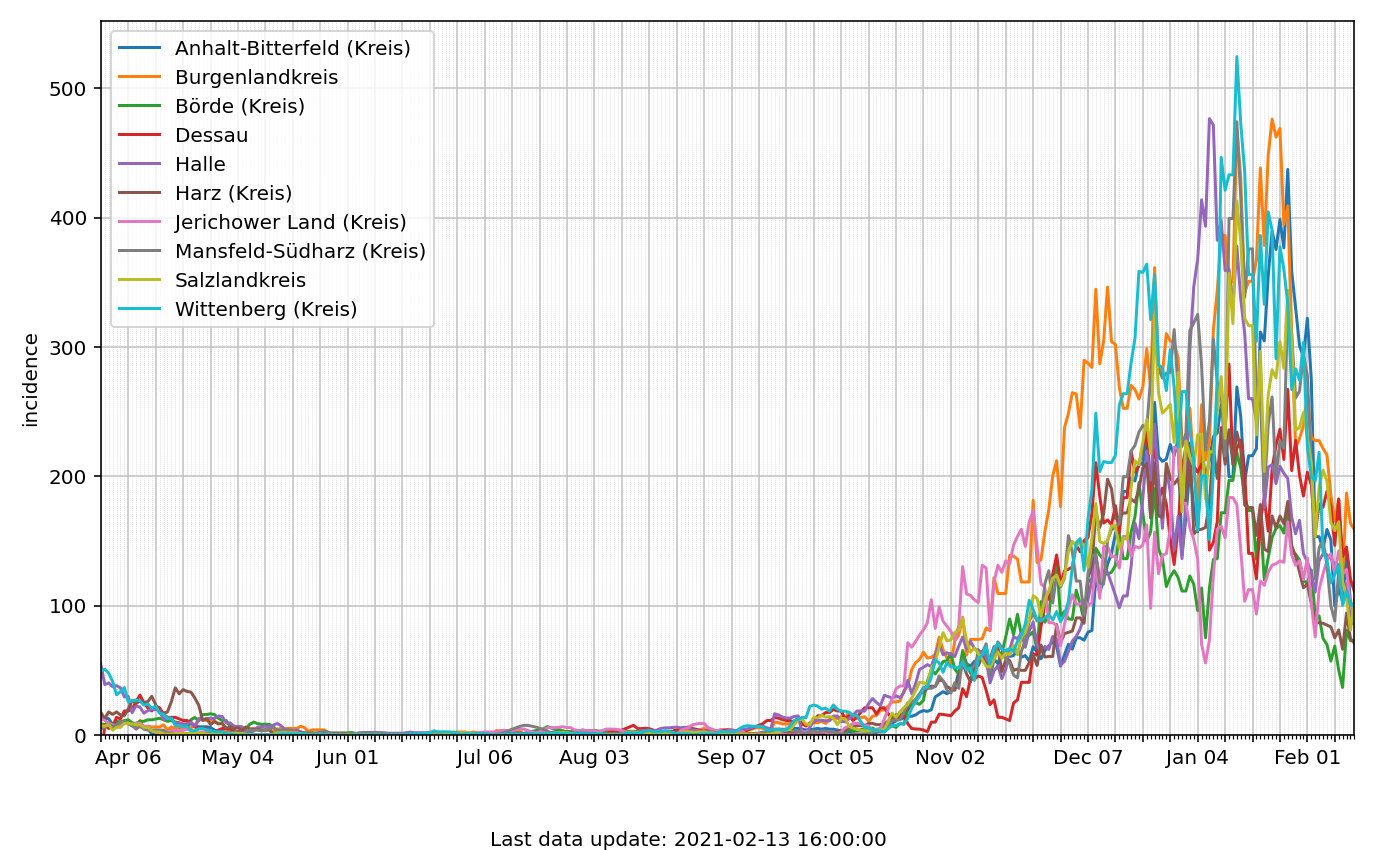 Anhalt-Bitterfeld (Kreis)
Burgenlandkreis
Börde (Kreis)
Dessau
Halle
Harz (Kreis)
Jerichower Land (Kreis)
Mansfeld-Südharz (Kreis)
Salzlandkreis
Wittenberg (Kreis)
incidence
500
400
300
200
100
0
Apr 06 May 04 Jun 01 Jul 06 Aug 03 Sep 07 Oct 05 Nov 02 Dec 07 Jan 04 Feb 01
Last data update: 2021-02-13 16:00:00